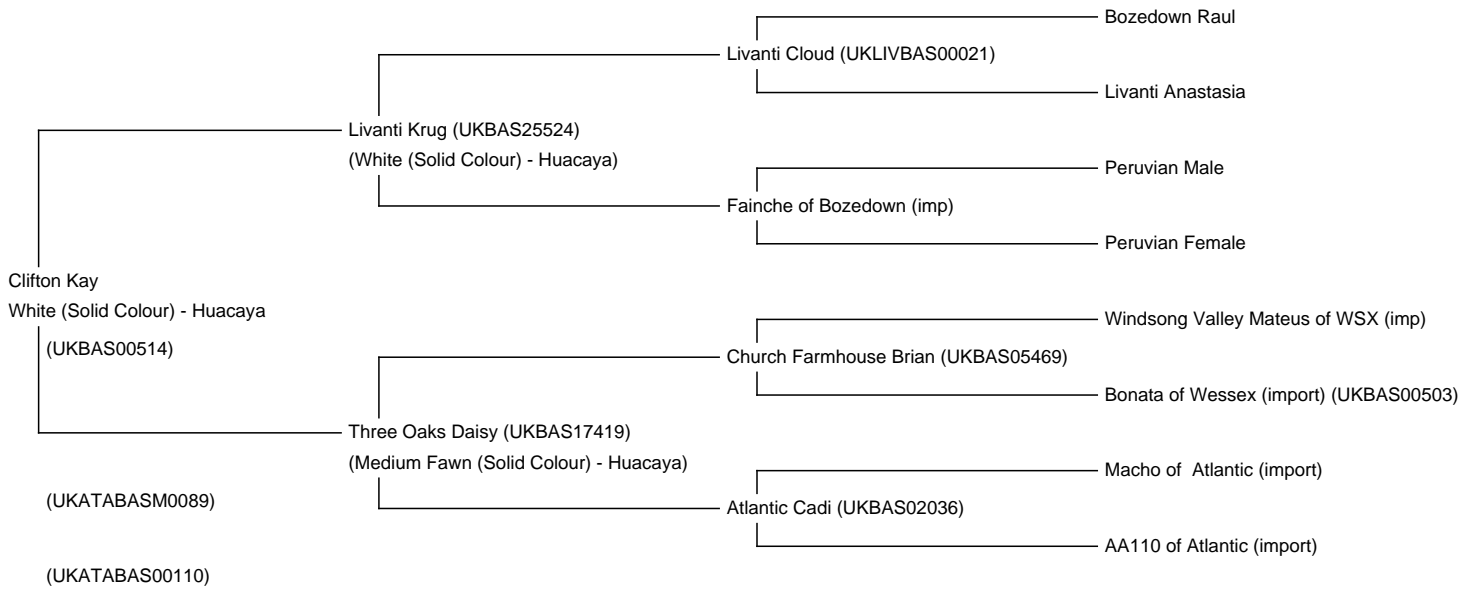 Bozedown Raul
Livanti Cloud (UKLIVBAS00021)
Livanti Anastasia
Livanti Krug (UKBAS25524)
(White (Solid Colour) - Huacaya)
Peruvian Male
Fainche of Bozedown (imp)
Peruvian Female
Clifton Kay
White (Solid Colour) - Huacaya
(UKBAS00514)
Windsong Valley Mateus of WSX (imp)
Church Farmhouse Brian (UKBAS05469)
Bonata of Wessex (import) (UKBAS00503)
Three Oaks Daisy (UKBAS17419)
(Medium Fawn (Solid Colour) - Huacaya)
Macho of  Atlantic (import)
(UKATABASM0089)
Atlantic Cadi (UKBAS02036)
AA110 of Atlantic (import)
(UKATABAS00110)